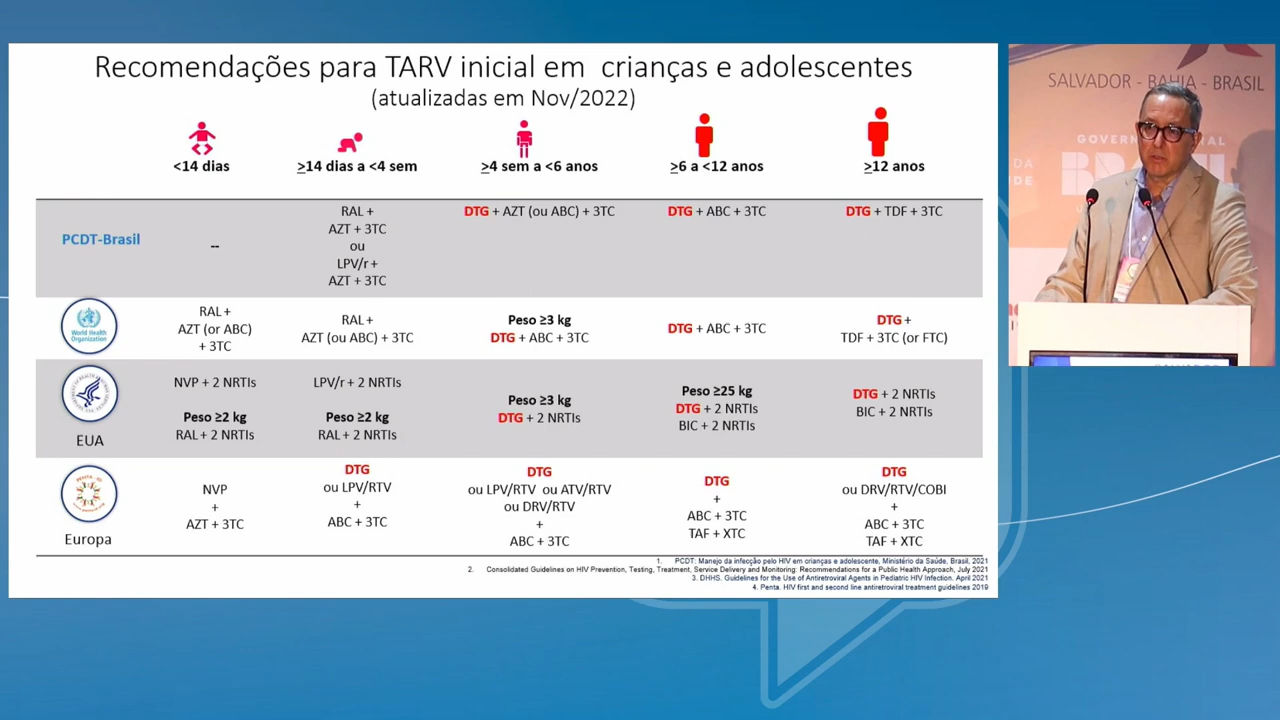 Recomendações para TARV inicial em crianças e adolescentes
(atualizadas em Nov/2022)
<14 dias
≥14 dias a <4 sem
≥4 sem a <6 anos
≥6 a <12 anos
≥12 anos
PCDT-Brasil
--
RAL +
AZT + 3TC
ou
LPV/r +
AZT + 3TC
DTG + AZT (ou ABC) + 3TC
DTG + ABC + 3TC
DTG + TDF + 3TC
World Health
Organization
RAL +
AZT (or ABC)
+ 3TC
RAL +
AZT (ou ABC) + 3TC
Peso ≥3 kg
DTG + ABC + 3TC
DTG + ABC + 3TC
DTG +
TDF + 3TC (or FTC)
EUA
NVP + 2 NRTIs
Peso ≥2 kg
RAL + 2 NRTIs
LPV/r + 2 NRTIs
Peso ≥2 kg
RAL + 2 NRTIs
Peso ≥3 kg
DTG + 2 NRTIs
Peso ≥25 kg
DTG + 2 NRTIs
BIC + 2 NRTIs
DTG + 2 NRTIs
BIC + 2 NRTIs
Europa
NVP
+
AZT + 3TC
DTG
ou LPV/RTV
+
ABC + 3TC
DTG
ou LPV/RTV ou ATV/RTV
ou DRV/RTV
+
ABC + 3TC
DTG
+
ABC + 3TC
TAF + XTC
DTG
ou DRV/RTV/COBI
+
ABC + 3TC
TAF + XTC
1. PCDT: Manejo da infecção pelo HIV em crianças e adolescente, Ministério da Saúde, Brasil, 2021
2. Consolidated Guidelines on HIV Prevention, Testing, Treatment, Service Delivery and Monitoring: Recommendations for a Public Health Approach, July 2021
3. DHHS. Guidelines for the Use of Antiretroviral Agents in Pediatric HIV Infection. April 2021
4. Penta. HIV first and second line antiretroviral treatment guidelines 2019
SALVADOR - BAHIA - BRASIL